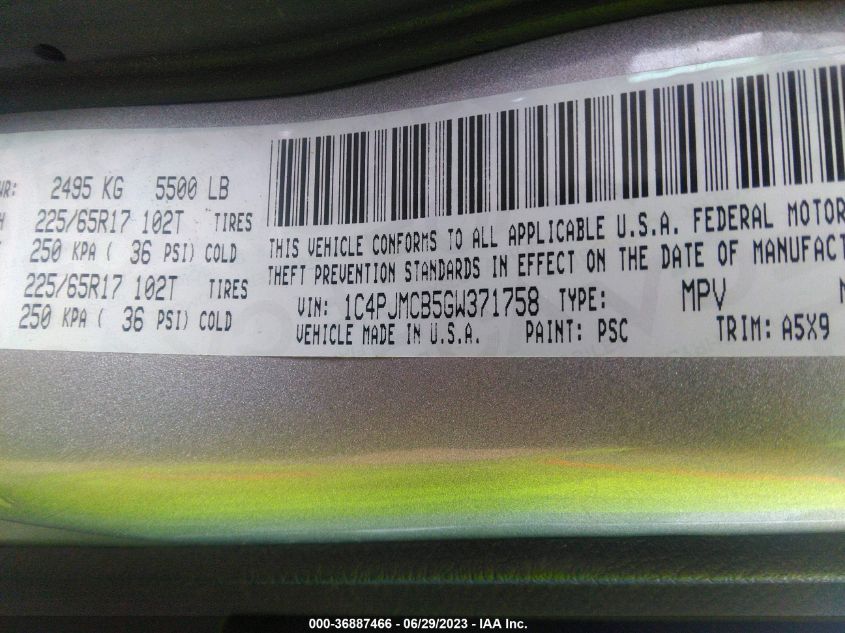 2495 KG 5500 LB
225/65R17 102T TIRES
250 KPA ( 36 PSI) COLD
225/65R17 102T TIRES
250 KPA ( 36 PSI) COLD
THIS VEHICLE CONFORMS TO ALL APPLICABLE U.S.A. FEDERAL MOTOR
THEFT PREVENTION STANDARDS IN EFFECT ON THE DATE OF MANUFACT
VIN: 1C4PJMCB5GW371758 TYPE: MPV
VEHICLE MADE IN U.S.A. PAINT: PSC TRIM: A5X9
000-36887466 - 06/29/2023 - IAA Inc.